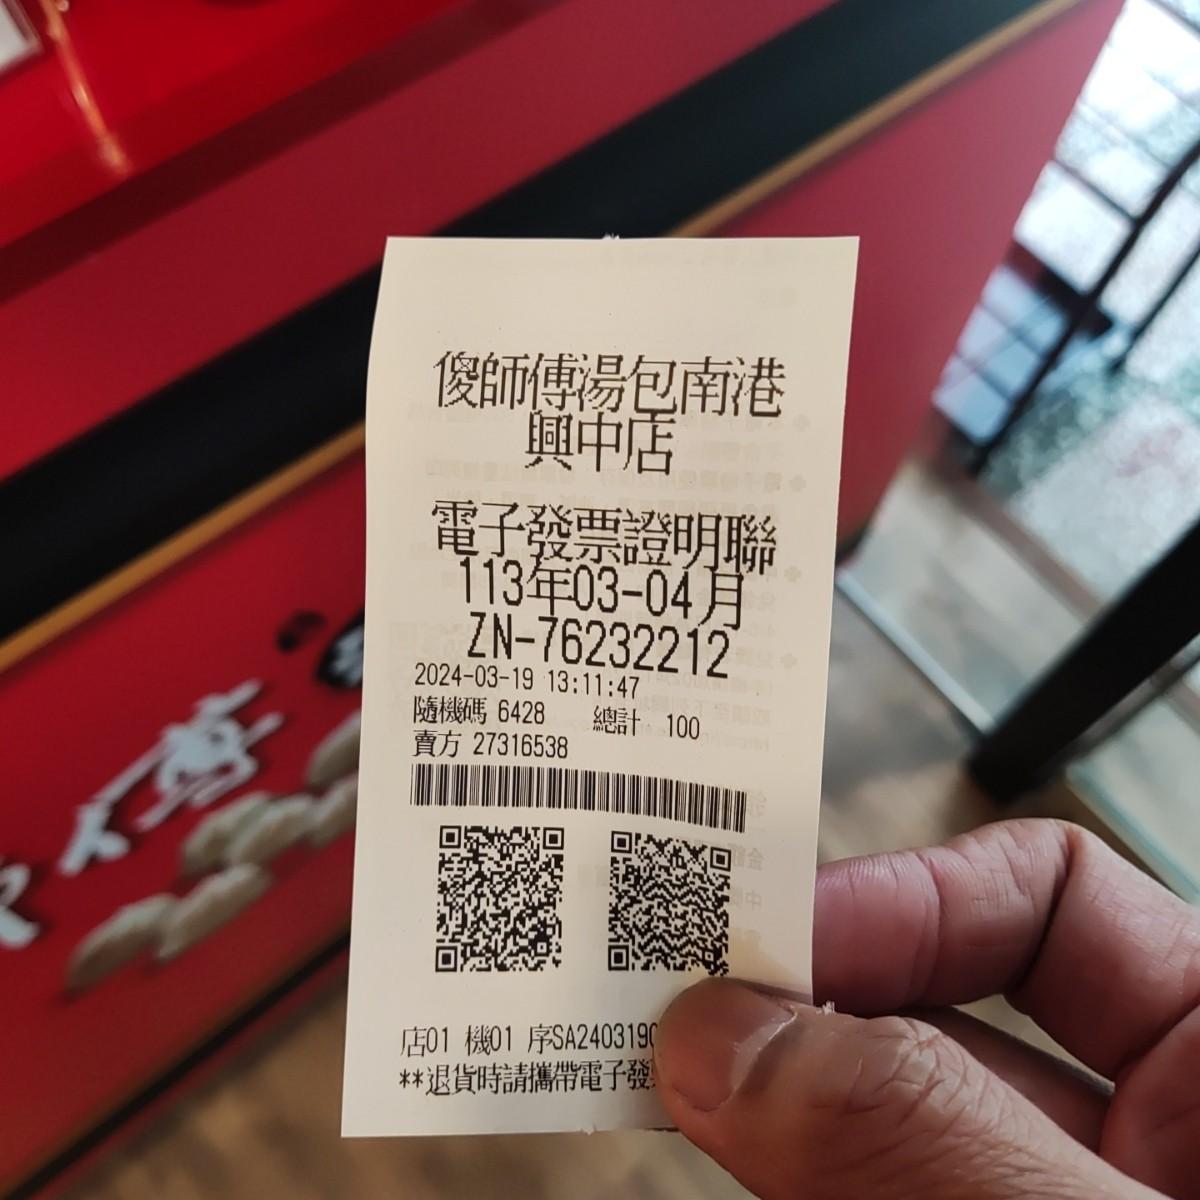 傻師傅湯包南港
興中店
電子發票證明聯
113年03-04月
ZN-76232212
2024-03-19 13:11:47
隨機碼 6428 總計 100
賣方 27316538
店01 機01 序SA2403190
**退貨時請攜帶電子發票